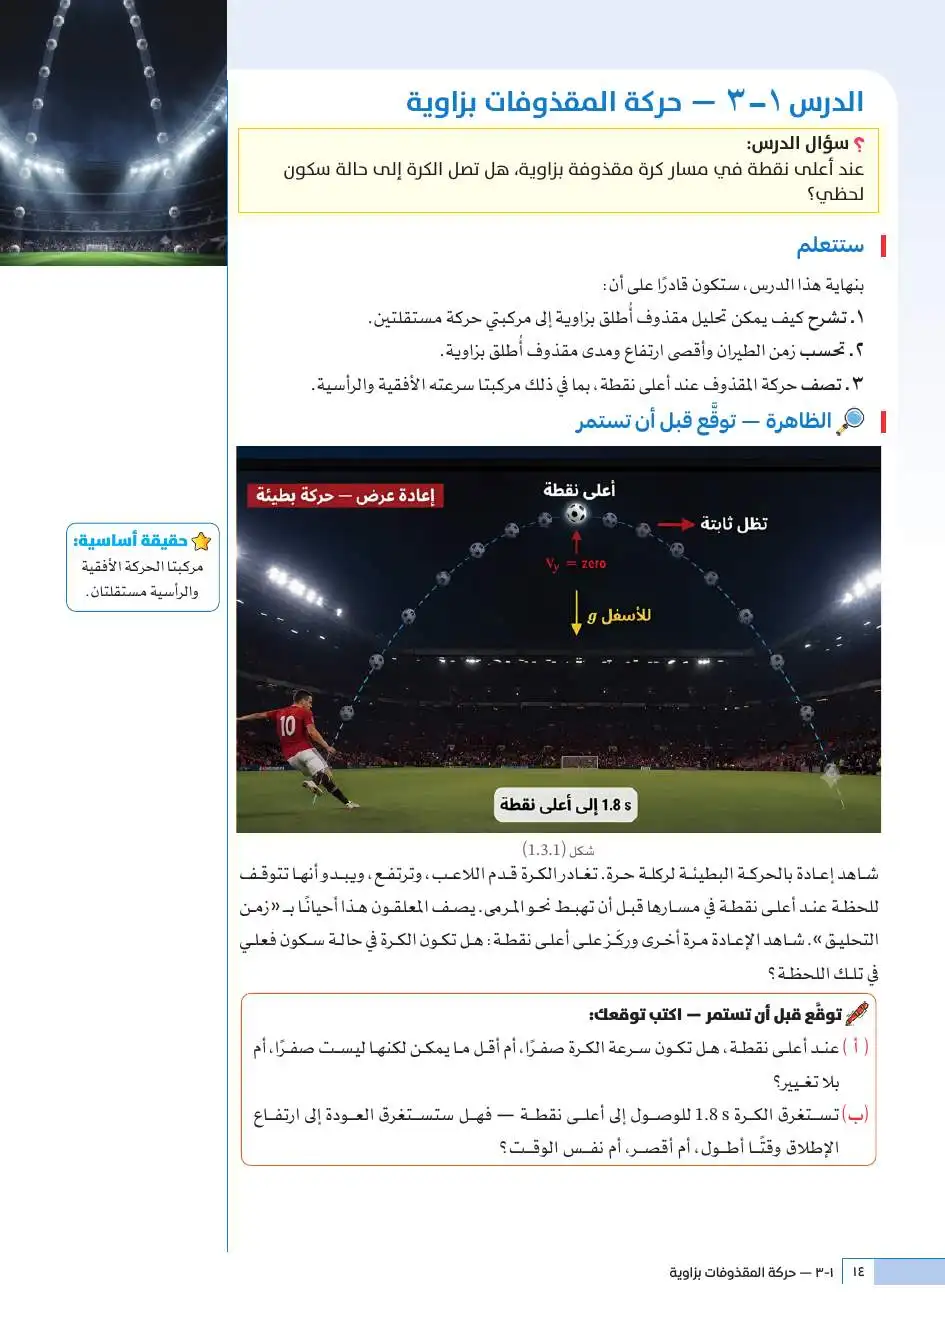 الدرس ١-٣ — حركة المقذوفات بزاوية
؟ سؤال الدرس:
عند أعلى نقطة في مسار كرة مقذوفة بزاوية، هل تصل الكرة إلى حالة سكون
لحظي؟
ستتعلم
بنهاية هذا الدرس، ستكون قادرًا على أن:
١. تشرح كيف يمكن تحليل مقذوف أُطلق بزاوية إلى مركبتي حركة مستقلتين.
٢. تحسب زمن الطيران وأقصى ارتفاع ومدى مقذوف أُطلق بزاوية.
٣. تصف حركة المقذوف عند أعلى نقطة، بما في ذلك مركبتا سرعته الأفقية والرأسية.
الظاهرة — توقَّع قبل أن تستمر
إعادة عرض — حركة بطيئة
أعلى نقطة
تظل ثابتة
Vy = zero
للأسفل g
10
1.8 s إلى أعلى نقطة
شكل (1.3.1)
حقيقة أساسية:
مركبتا الحركة الأفقية
والرأسية مستقلتان.
شاهد إعادة بالحركة البطيئة لركلة حرة. تغادر الكرة قدم اللاعب، وترتفع، ويبدو أنها تتوقف
للحظة عند أعلى نقطة في مسارها قبل أن تهبط نحو المرمى. يصف المعلقون هذا أحيانًا بـ «زمن
التحليق». شاهد الإعادة مرة أخرى وركّز على أعلى نقطة: هل تكون الكرة في حالة سكون فعلي
في تلك اللحظة؟
توقَّع قبل أن تستمر — اكتب توقعك:
(أ) عند أعلى نقطة، هل تكون سرعة الكرة صفرًا، أم أقل ما يمكن لكنها ليست صفرًا، أم
بلا تغيير؟
(ب) تستغرق الكرة 1.8 s للوصول إلى أعلى نقطة — فهل ستستغرق العودة إلى ارتفاع
الإطلاق وقتًا أطول، أم أقصر، أم نفس الوقت؟
١٤
١-٣ — حركة المقذوفات بزاوية